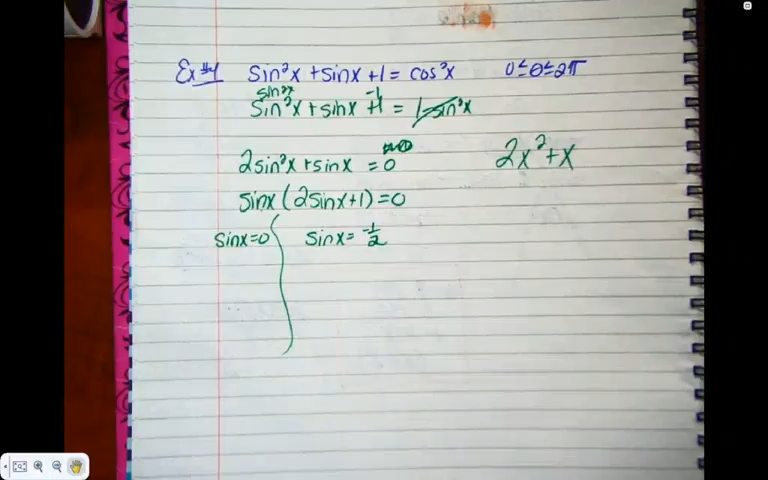 Ex #4 sin²x + sinx + 1 = cos²x 0 ≤ θ ≤ 2π
sin²x -1
sin²x + sinx + 1 = 1 - sin²x
2sin²x + sinx = 0 2x² + x
sinx (2sinx + 1) = 0
sinx = 0 sinx = -1/2